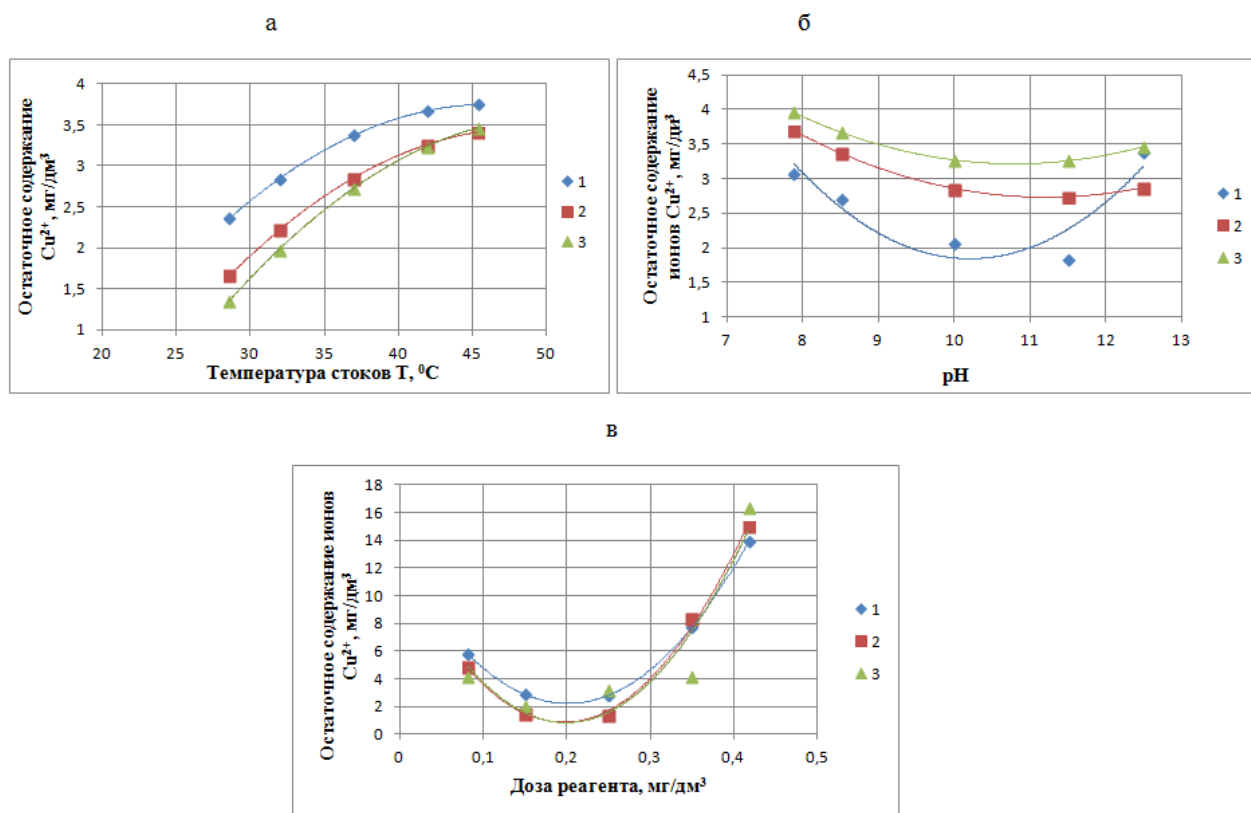 а
б
Остаточное содержание
Cu²⁺, мг/дм³
4
3,5
3
2,5
2
1,5
1
20 25 30 35 40 45 50
Температура стоков Т, ⁰С
1
2
3
Остаточное содержание
ионов Cu²⁺, мг/ди³
4,5
4
3,5
3
2,5
2
1,5
1
7 8 9 10 11 12 13
рН
1
2
3
в
Остаточное содержание ионов
Cu²⁺, мг/дм³
18
16
14
12
10
8
6
4
2
0
0 0,1 0,2 0,3 0,4 0,5
Доза реагента, мг/дм³
1
2
3